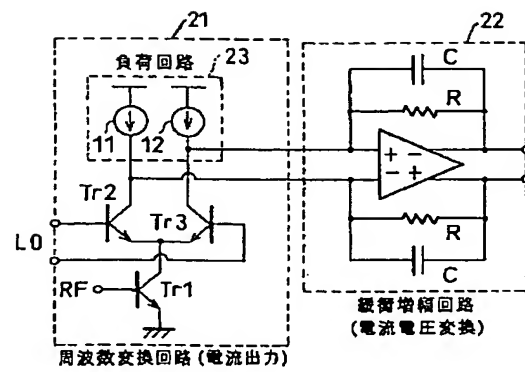 21
22
負荷回路
23
11
12
C
R
+ -
- +
Tr2
Tr3
LO
R
C
RF
Tr1
緩衝増幅回路
(電流電圧変換)
周波数変換回路(電流出力)